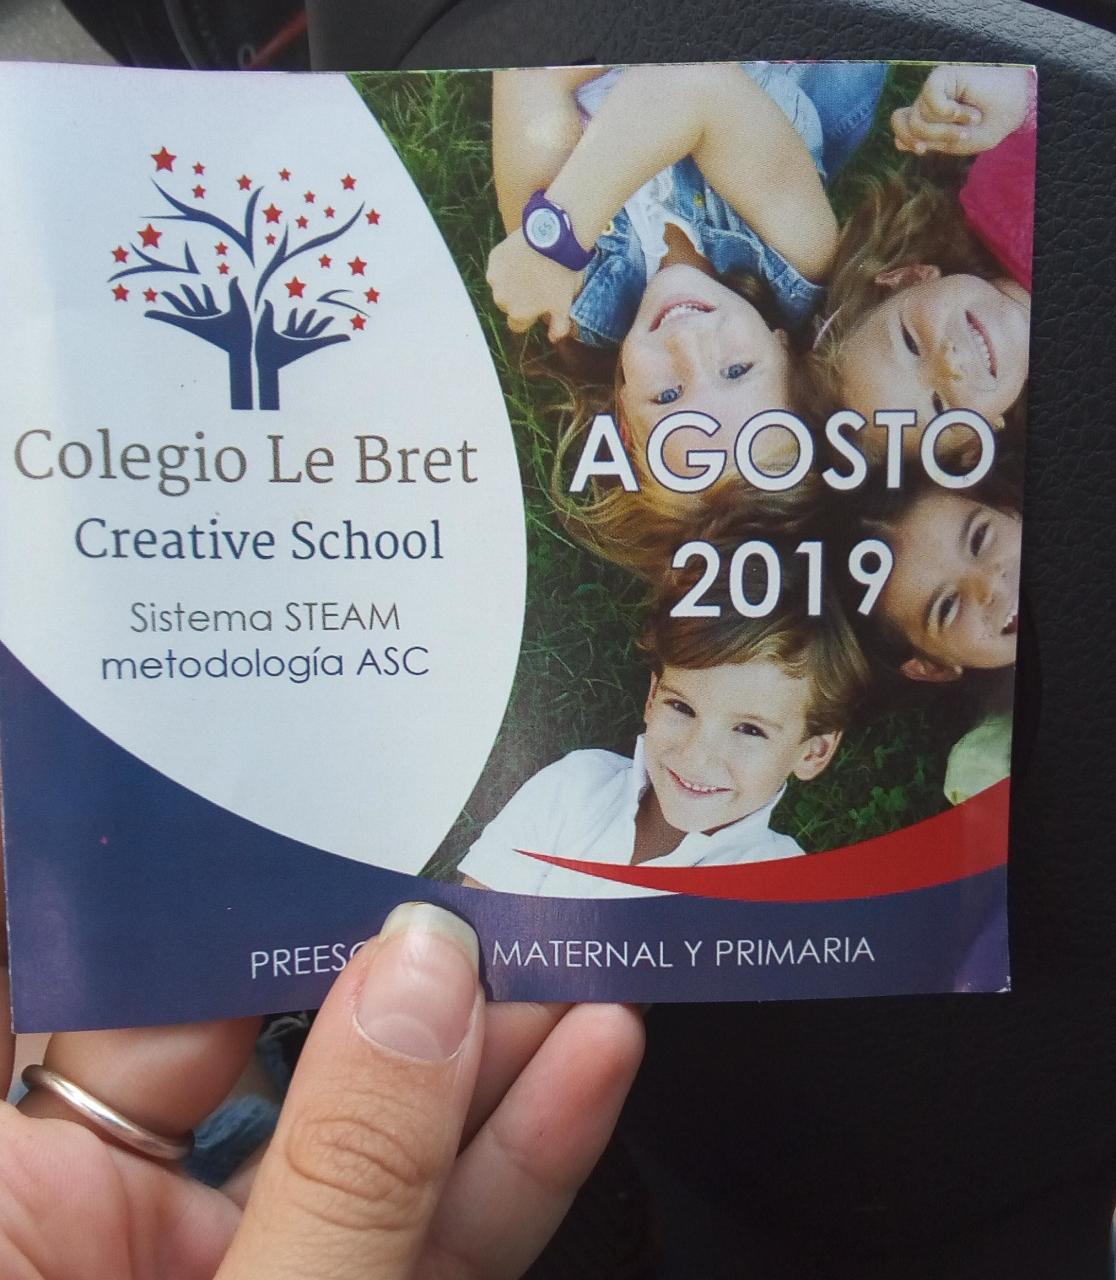 Colegio Le Bret
Creative School
Sistema STEAM
metodología ASC
AGOSTO
2019
MATERNAL Y PRIMARIA